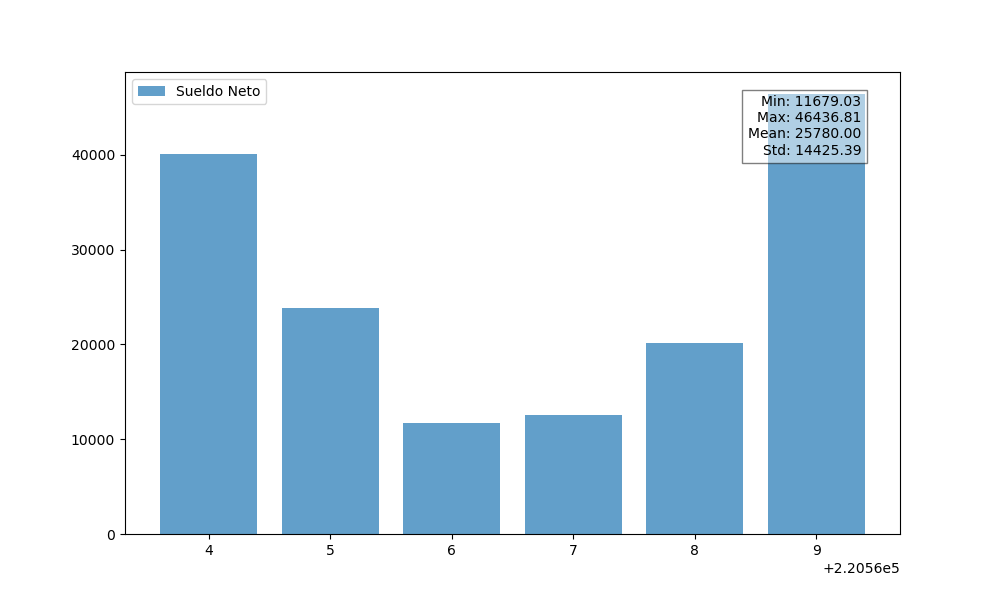 Sueldo Neto
Min: 11679.03
Max: 46436.81
Mean: 25780.00
Std: 14425.39
40000
30000
20000
10000
0
4 5 6 7 8 9
+2.2056e5